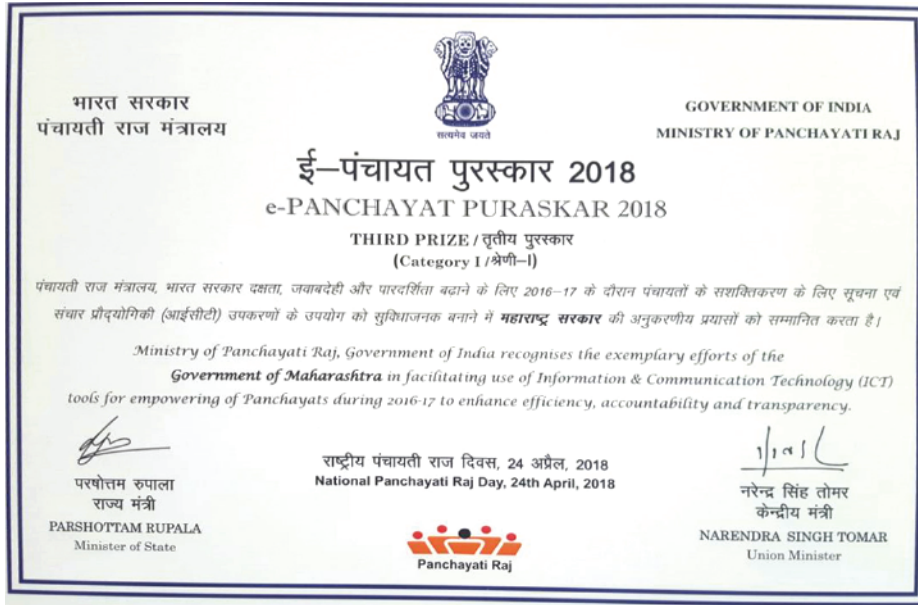 भारत सरकार
पंचायती राज मंत्रालय
सत्यमेव जयते
GOVERNMENT OF INDIA
MINISTRY OF PANCHAYATI RAJ
ई–पंचायत पुरस्कार 2018
e-PANCHAYAT PURASKAR 2018
THIRD PRIZE / तृतीय पुरस्कार
(Category I /श्रेणी–I)
पंचायती राज मंत्रालय, भारत सरकार दक्षता, जवाबदेही और पारदर्शिता बढ़ाने के लिए 2016–17 के दौरान पंचायतों के सशक्तिकरण के लिए सूचना एवं
संचार प्रौद्योगिकी (आईसीटी) उपकरणों के उपयोग को सुविधाजनक बनाने में महाराष्ट्र सरकार की अनुकरणीय प्रयासों को सम्मानित करता है।
Ministry of Panchayati Raj, Government of India recognises the exemplary efforts of the
Government of Maharashtra in facilitating use of Information & Communication Technology (ICT)
tools for empowering of Panchayats during 2016-17 to enhance efficiency, accountability and transparency.
परषोत्तम रुपाला
राज्य मंत्री
PARSHOTTAM RUPALA
Minister of State
राष्ट्रीय पंचायती राज दिवस, 24 अप्रैल, 2018
National Panchayati Raj Day, 24th April, 2018
Panchayati Raj
नरेन्द्र सिंह तोमर
केन्द्रीय मंत्री
NARENDRA SINGH TOMAR
Union Minister